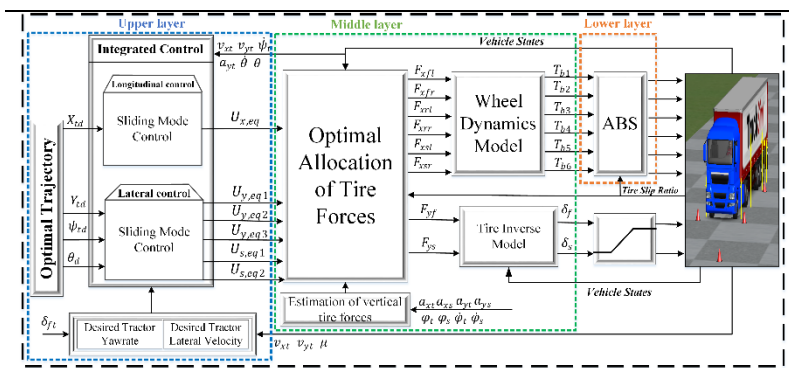 Upper layer
Middle layer
Lower layer
Integrated Control
v_xt v_yt ψ̇_t
a_yt θ̇ θ
Vehicle States
Longitudinal control
Sliding Mode
Control
X_td
U_x,eq
Optimal Trajectory
Lateral control
Sliding Mode
Control
Y_td
ψ_td
θ_d
U_y,eq1
U_y,eq2
U_y,eq3
U_s,eq1
U_s,eq2
Optimal
Allocation
of Tire
Forces
F_xfl
F_xfr
F_xrl
F_xrr
F_xsl
F_xsr
Wheel
Dynamics
Model
T_b1
T_b2
T_b3
T_b4
T_b5
T_b6
ABS
Tire Slip Ratio
F_yf
F_ys
Tire Inverse
Model
δ_f
δ_s
Vehicle States
Estimation of vertical
tire forces
a_xt a_xs a_yt a_ys
φ_t φ_s φ̇_t φ̇_s
δ_ft
Desired Tractor
Yawrate
Desired Tractor
Lateral Velocity
v_xt v_yt μ